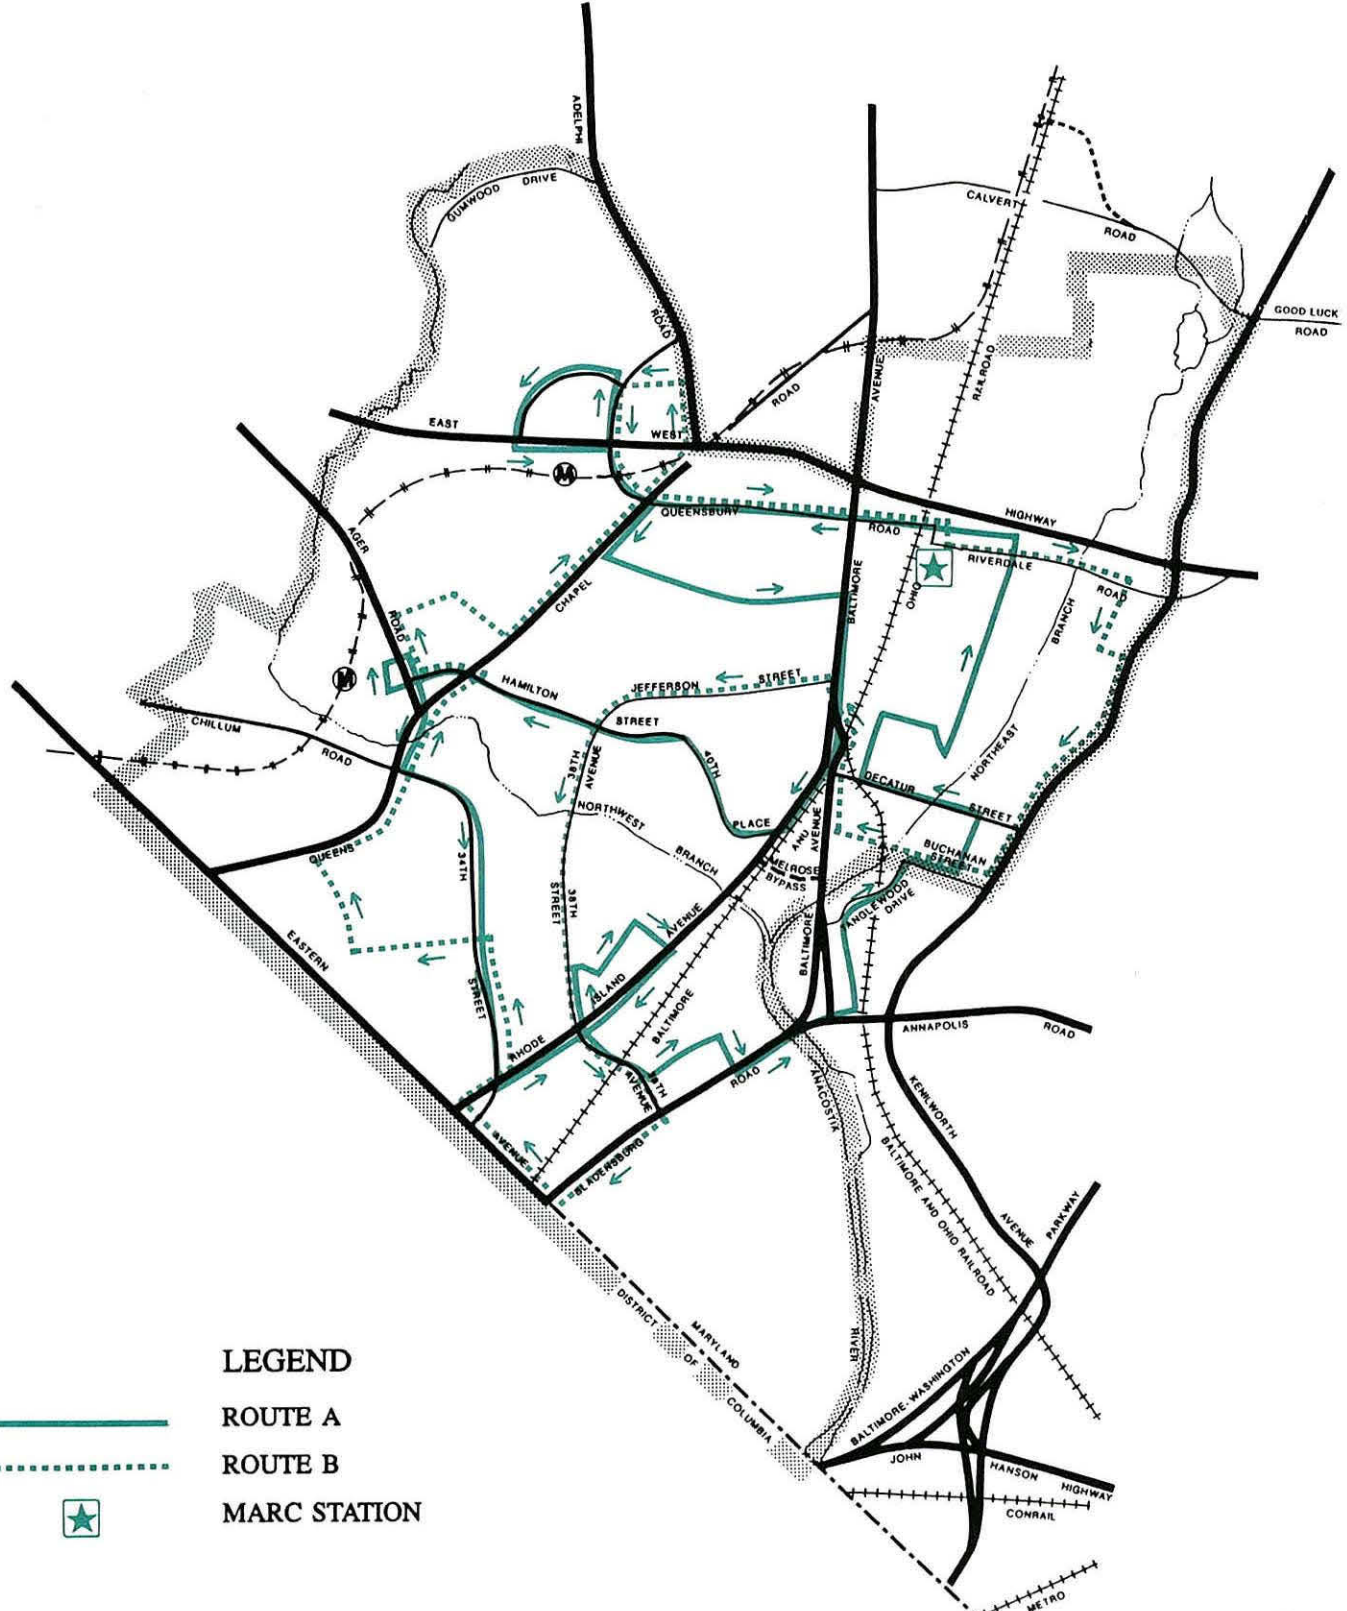 ADELPHI
GUMWOOD DRIVE
ROAD
CALVERT
ROAD
GOOD LUCK
ROAD
RAILROAD
AVENUE
ROAD
EAST
WEST
M
HIGHWAY
QUEENSBURY
ROAD
RIVERDALE
ROAD
AGER
ROAD
CHAPEL
BALTIMORE
OHIO
BRANCH
M
HAMILTON
STREET
JEFFERSON
STREET
CHILLUM
ROAD
38TH
AVENUE
40TH
PLACE
NORTHEAST
DECATUR
STREET
NORTHWEST
BRANCH
AND
AVENUE
BUCHANAN
STREET
MELROSE
BYPASS
TANGLEWOOD
DRIVE
QUEENS
34TH
STREET
38TH
STREET
AVENUE
ISLAND
RHODE
BALTIMORE
BALTIMORE
EASTERN
AVENUE
ANNAPOLIS
ROAD
ROAD
AVENUE
BLADENSBURG
ANACOSTIA
RIVER
KENILWORTH
AVENUE
BALTIMORE AND OHIO RAILROAD
PARKWAY
DISTRICT
OF
COLUMBIA
MARYLAND
BALTIMORE-WASHINGTON
JOHN
HANSON
HIGHWAY
CONRAIL
METRO
LEGEND
ROUTE A
ROUTE B
MARC STATION